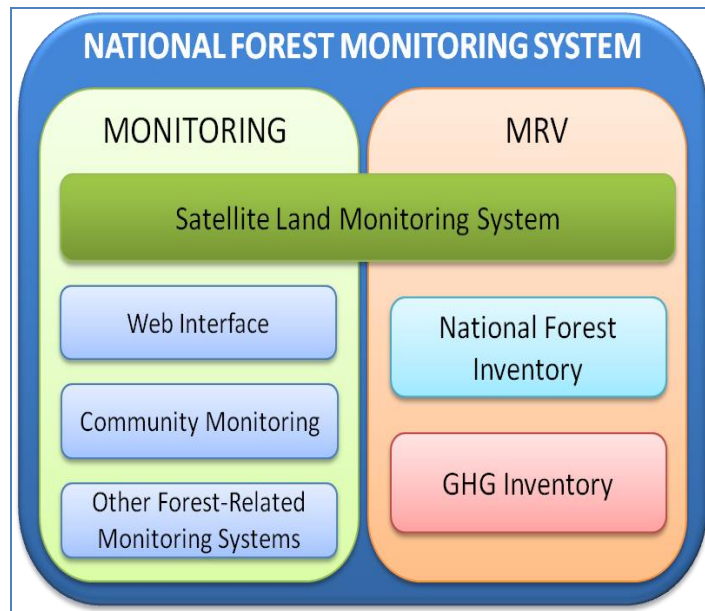 NATIONAL FOREST MONITORING SYSTEM
MONITORING
MRV
Satellite Land Monitoring System
Web Interface
Community Monitoring
Other Forest-Related
Monitoring Systems
National Forest
Inventory
GHG Inventory